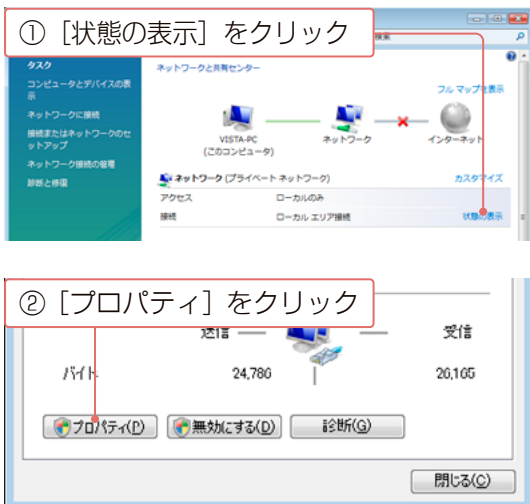 ① [状態の表示] をクリック
検索
タスク
コンピュータとデバイスの表
示
ネットワークに接続
接続またはネットワークのセ
ットアップ
ネットワーク接続の管理
診断と修復
ネットワークと共有センター
フル マップを表示
VISTA-PC
(このコンピュータ)
ネットワーク
インターネット
ネットワーク (プライベート ネットワーク)
カスタマイズ
アクセス
ローカルのみ
接続
ローカル エリア接続
状態の表示
② [プロパティ] をクリック
送信
受信
バイト
24,786
26,165
プロパティ(P)
無効にする(D)
診断(G)
閉じる(C)